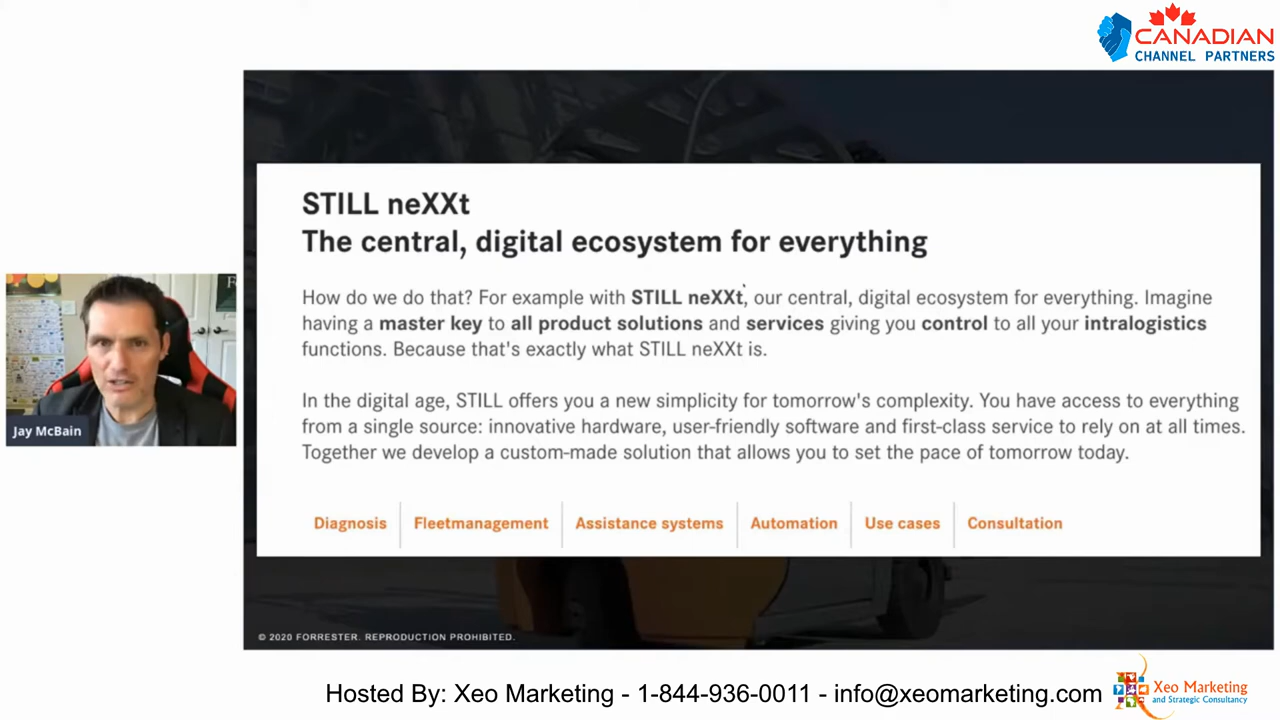 CANADIAN
CHANNEL PARTNERS
STILL neXXt
The central, digital ecosystem for everything
How do we do that? For example with STILL neXXt, our central, digital ecosystem for everything. Imagine
having a master key to all product solutions and services giving you control to all your intralogistics
functions. Because that's exactly what STILL neXXt is.
In the digital age, STILL offers you a new simplicity for tomorrow's complexity. You have access to everything
from a single source: innovative hardware, user-friendly software and first-class service to rely on at all times.
Together we develop a custom-made solution that allows you to set the pace of tomorrow today.
Diagnosis
Fleetmanagement
Assistance systems
Automation
Use cases
Consultation
Jay McBain
© 2020 FORRESTER. REPRODUCTION PROHIBITED.
Hosted By: Xeo Marketing - 1-844-936-0011 - info@xeomarketing.com
Xeo Marketing
and Strategic Consultancy